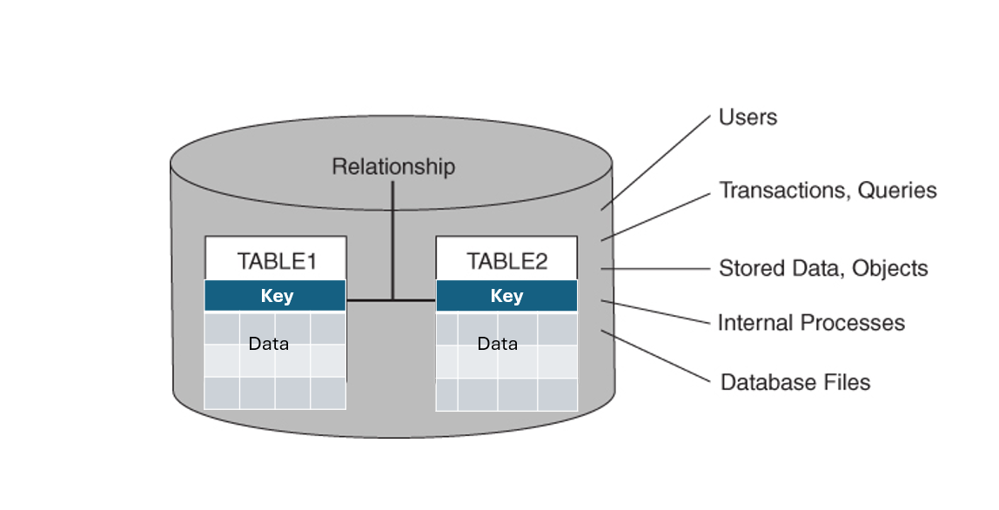 Users
Relationship
Transactions, Queries
TABLE1
TABLE2
Stored Data, Objects
Key
Key
Internal Processes
Data
Data
Database Files